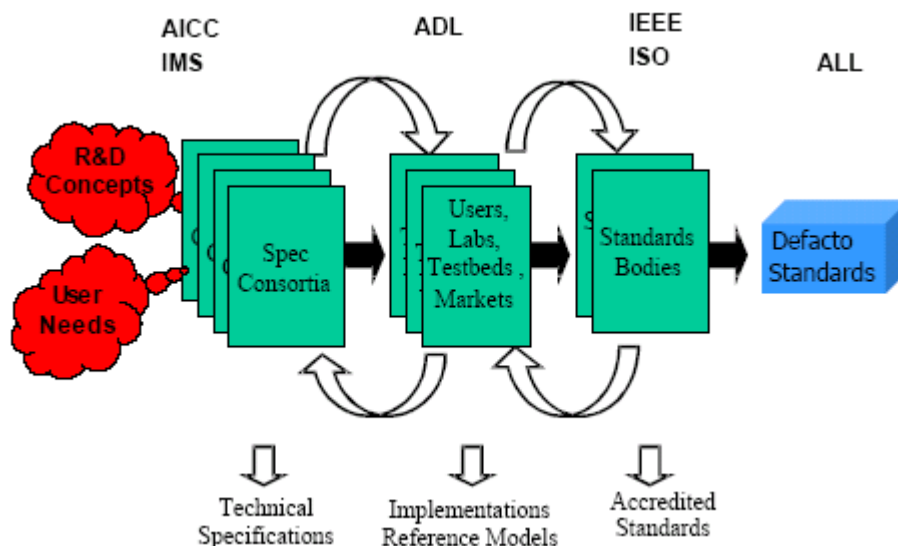 AICC
IMS
ADL
IEEE
ISO
ALL
R&D
Concepts
User
Needs
Spec
Consortia
Users,
Labs,
Testbeds ,
Markets
Standards
Bodies
Defacto
Standards
Technical
Specifications
Implementations
Reference Models
Accredited
Standards